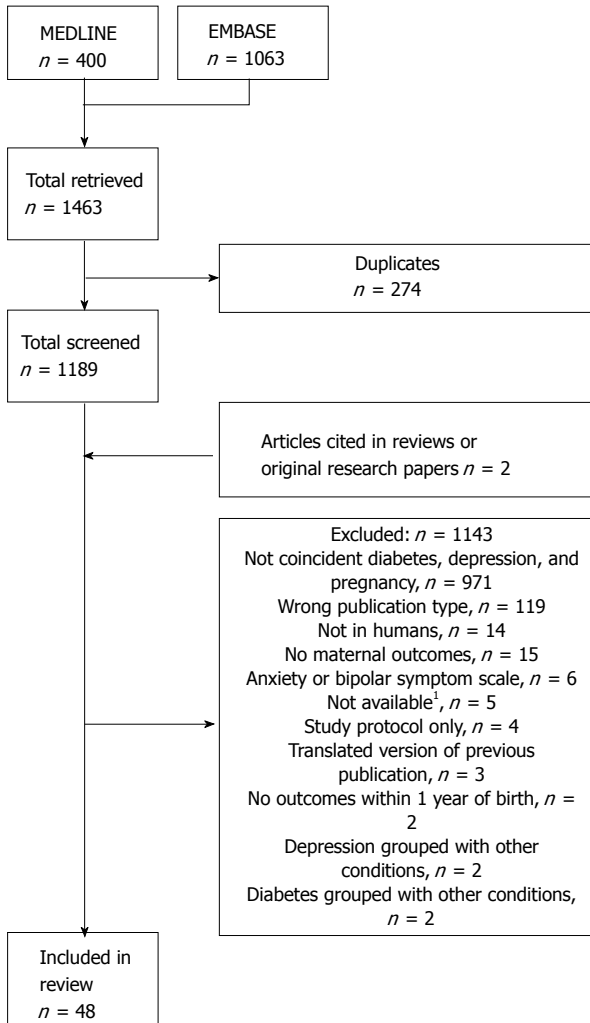 MEDLINE
n = 400
EMBASE
n = 1063
Total retrieved
n = 1463
Duplicates
n = 274
Total screened
n = 1189
Articles cited in reviews or
original research papers n = 2
Excluded: n = 1143
Not coincident diabetes, depression, and
pregnancy, n = 971
Wrong publication type, n = 119
Not in humans, n = 14
No maternal outcomes, n = 15
Anxiety or bipolar symptom scale, n = 6
Not available¹, n = 5
Study protocol only, n = 4
Translated version of previous
publication, n = 3
No outcomes within 1 year of birth, n =
2
Depression grouped with other
conditions, n = 2
Diabetes grouped with other conditions,
n = 2
Included in
review
n = 48